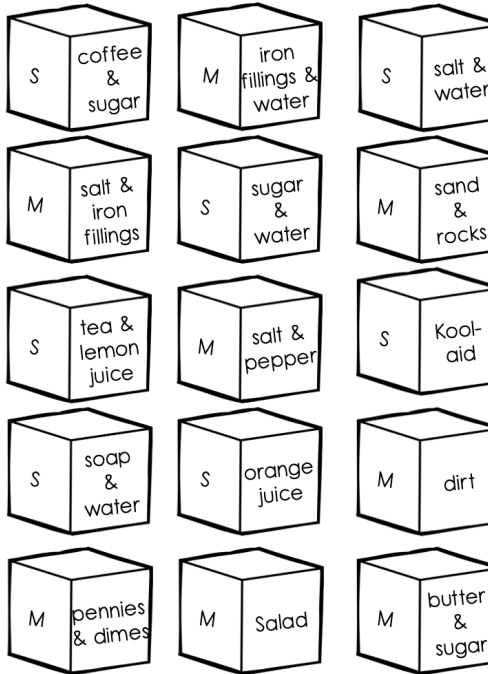 S
coffee
&
sugar
M
iron
fillings &
water
S
salt &
water
M
salt &
iron
fillings
S
sugar
&
water
M
sand
&
rocks
S
tea &
lemon
juice
M
salt &
pepper
S
Kool-
aid
S
soap
&
water
S
orange
juice
M
dirt
M
pennies
& dimes
M
Salad
M
butter
&
sugar